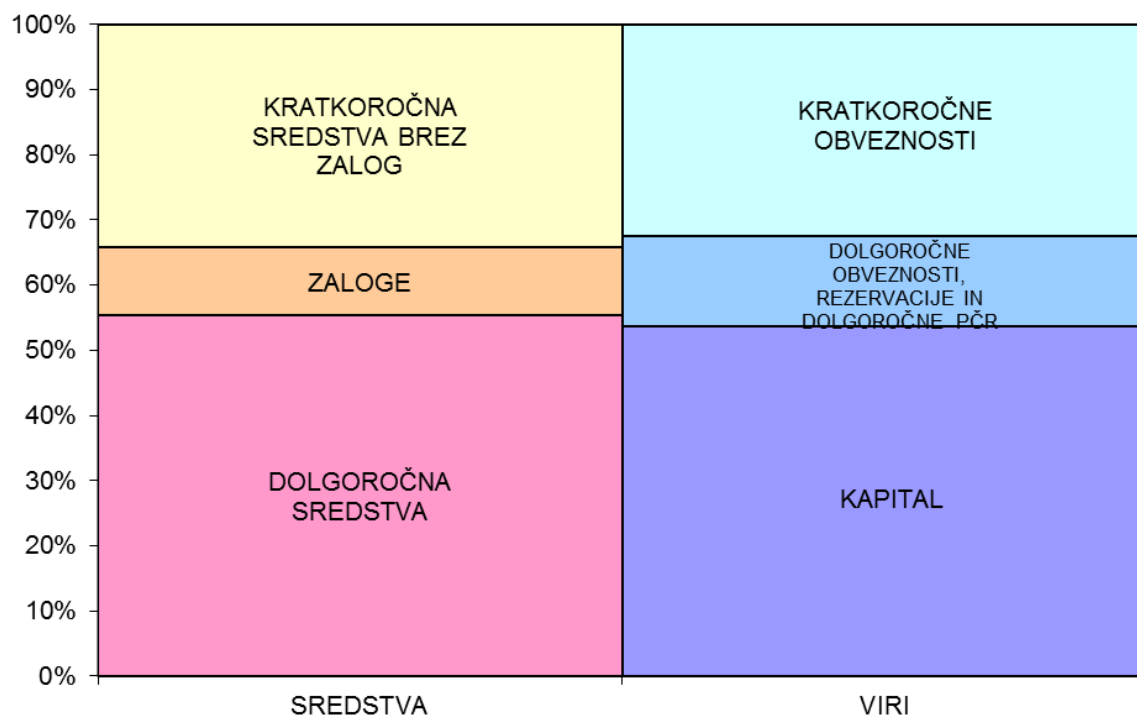 100%
90%
80%
70%
60%
50%
40%
30%
20%
10%
0%
KRATKOROČNA
SREDSTVA BREZ
ZALOG
ZALOGE
DOLGOROČNA
SREDSTVA
KRATKOROČNE
OBVEZNOSTI
DOLGOROČNE
OBVEZNOSTI,
REZERVACIJE IN
DOLGOROČNE PČR
KAPITAL
SREDSTVA
VIRI